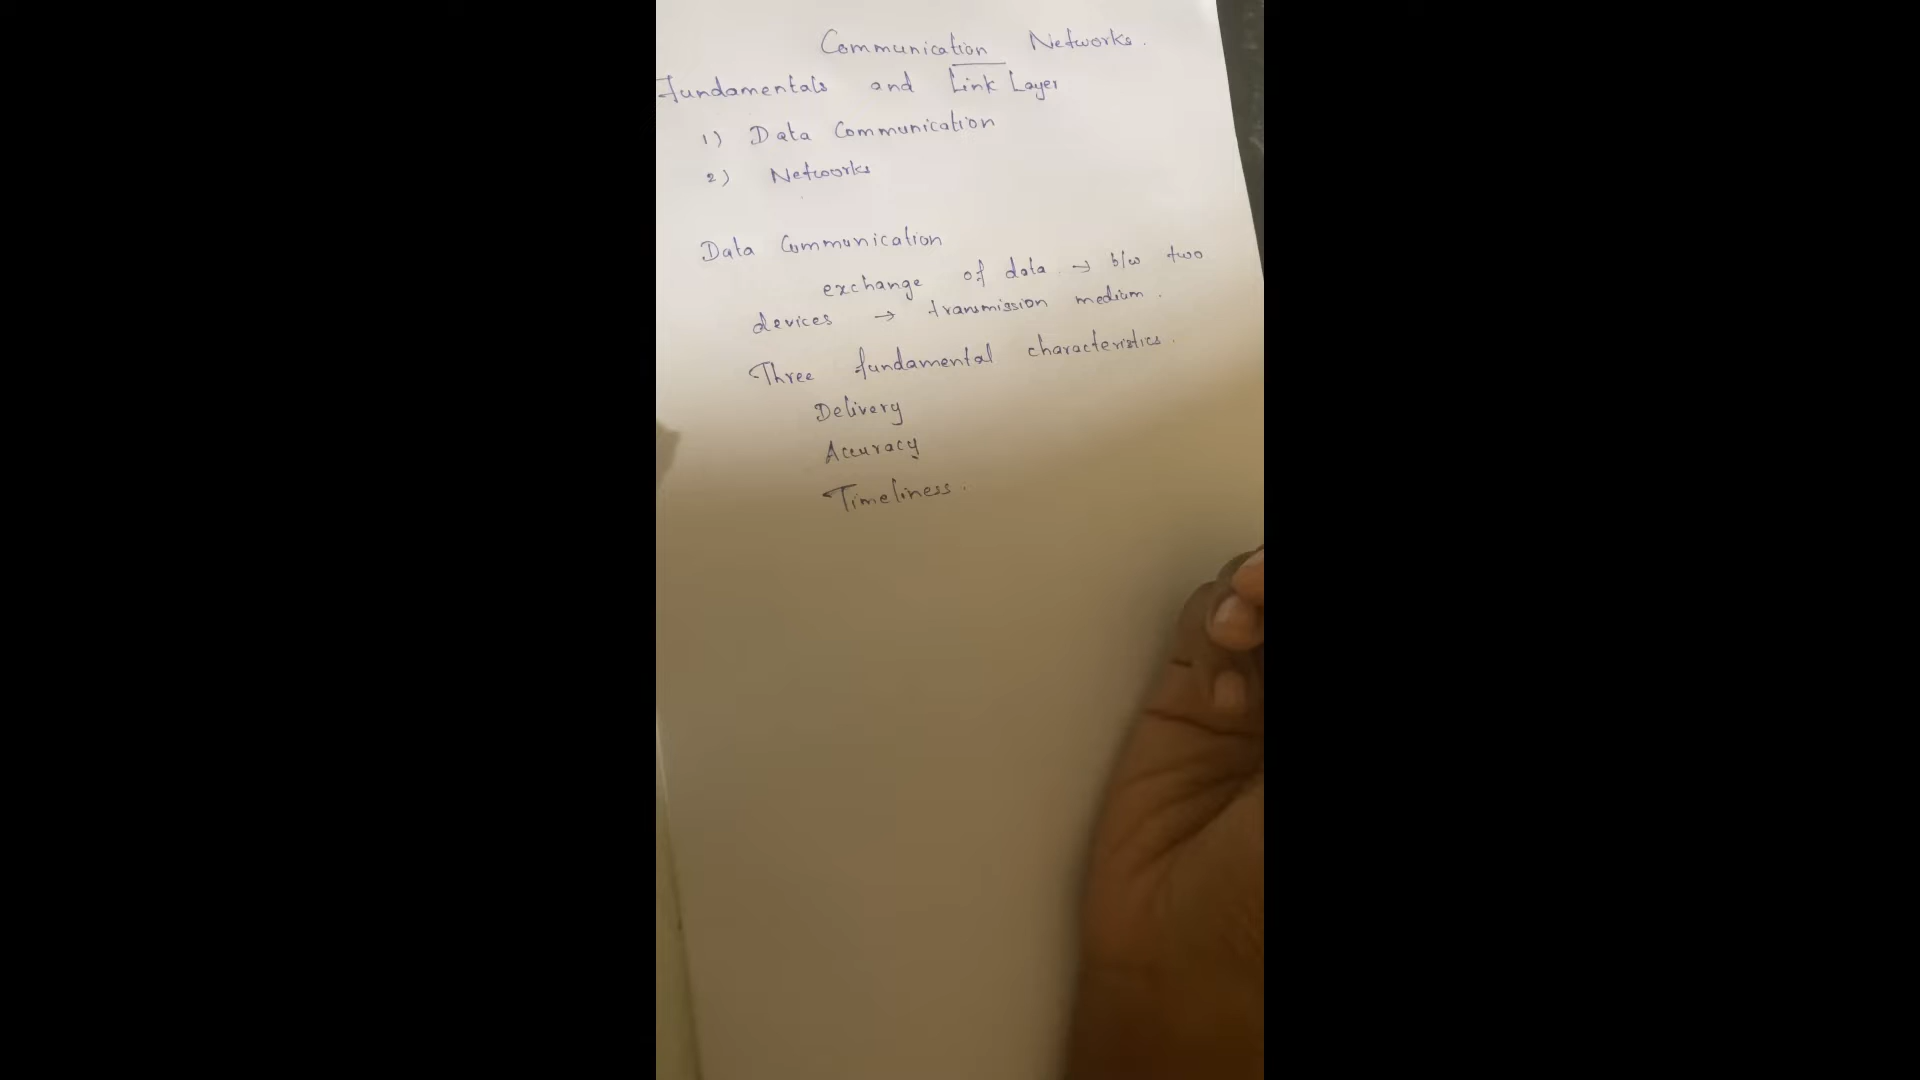 Communication Networks.
Fundamentals and Link Layer
1) Data Communication
2) Networks
Data Communication
exchange of data → b/w two
devices → transmission medium.
Three fundamental characteristics.
Delivery
Accuracy
Timeliness.